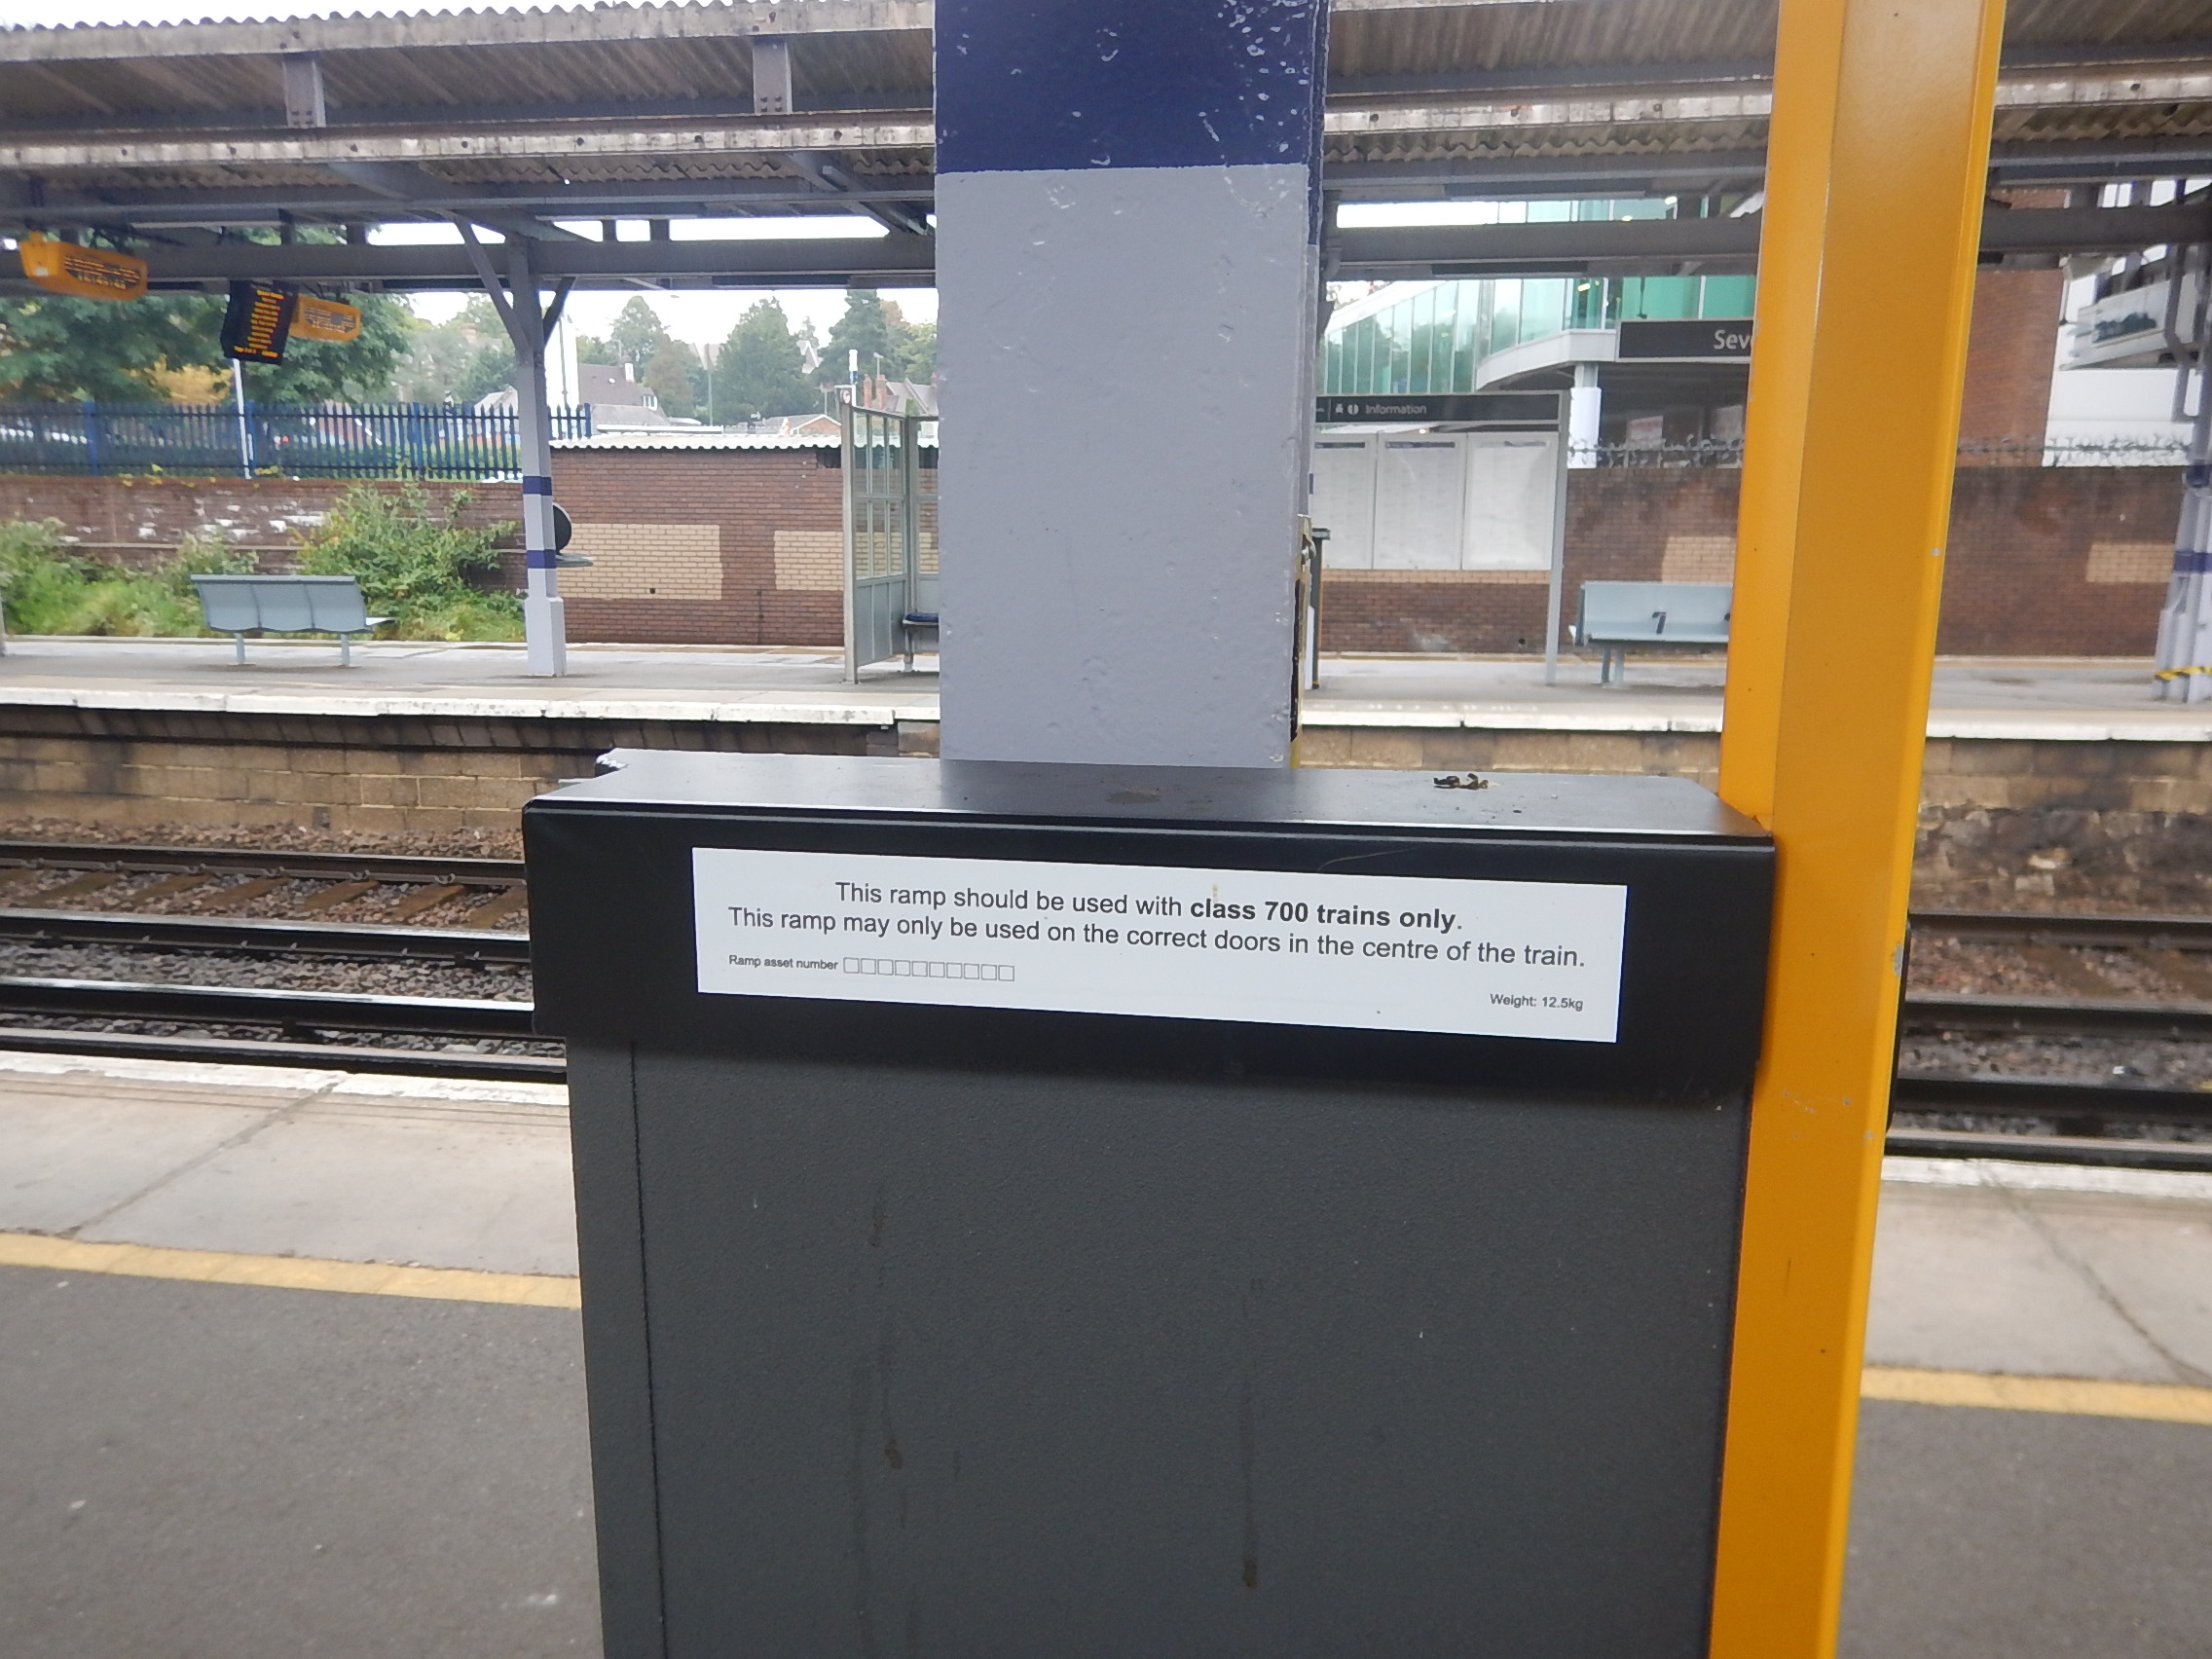 Sev
Information
This ramp should be used with class 700 trains only.
This ramp may only be used on the correct doors in the centre of the train.
Ramp asset number
Weight: 12.5kg